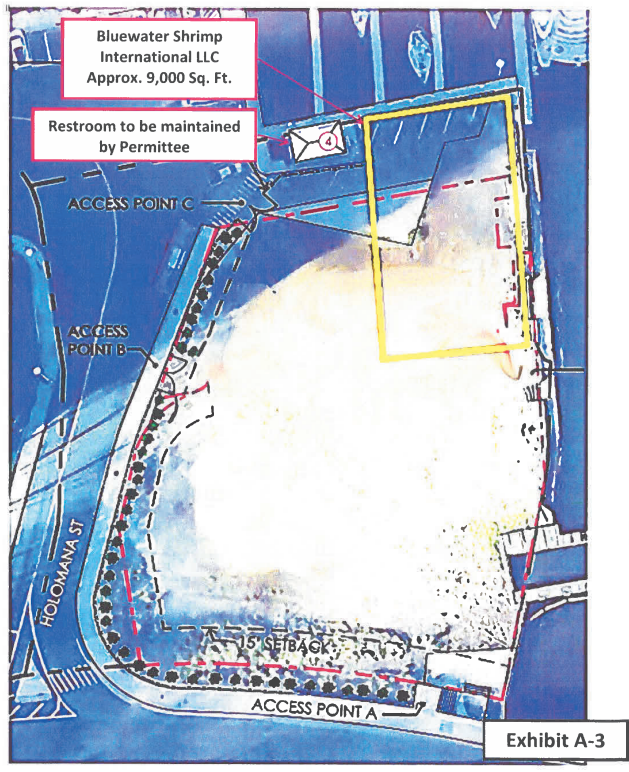 Bluewater Shrimp
International LLC
Approx. 9,000 Sq. Ft.
Restroom to be maintained
by Permittee
4
ACCESS POINT C
ACCESS
POINT B
HOLOMANA ST
15' SETBACK
ACCESS POINT A
Exhibit A-3